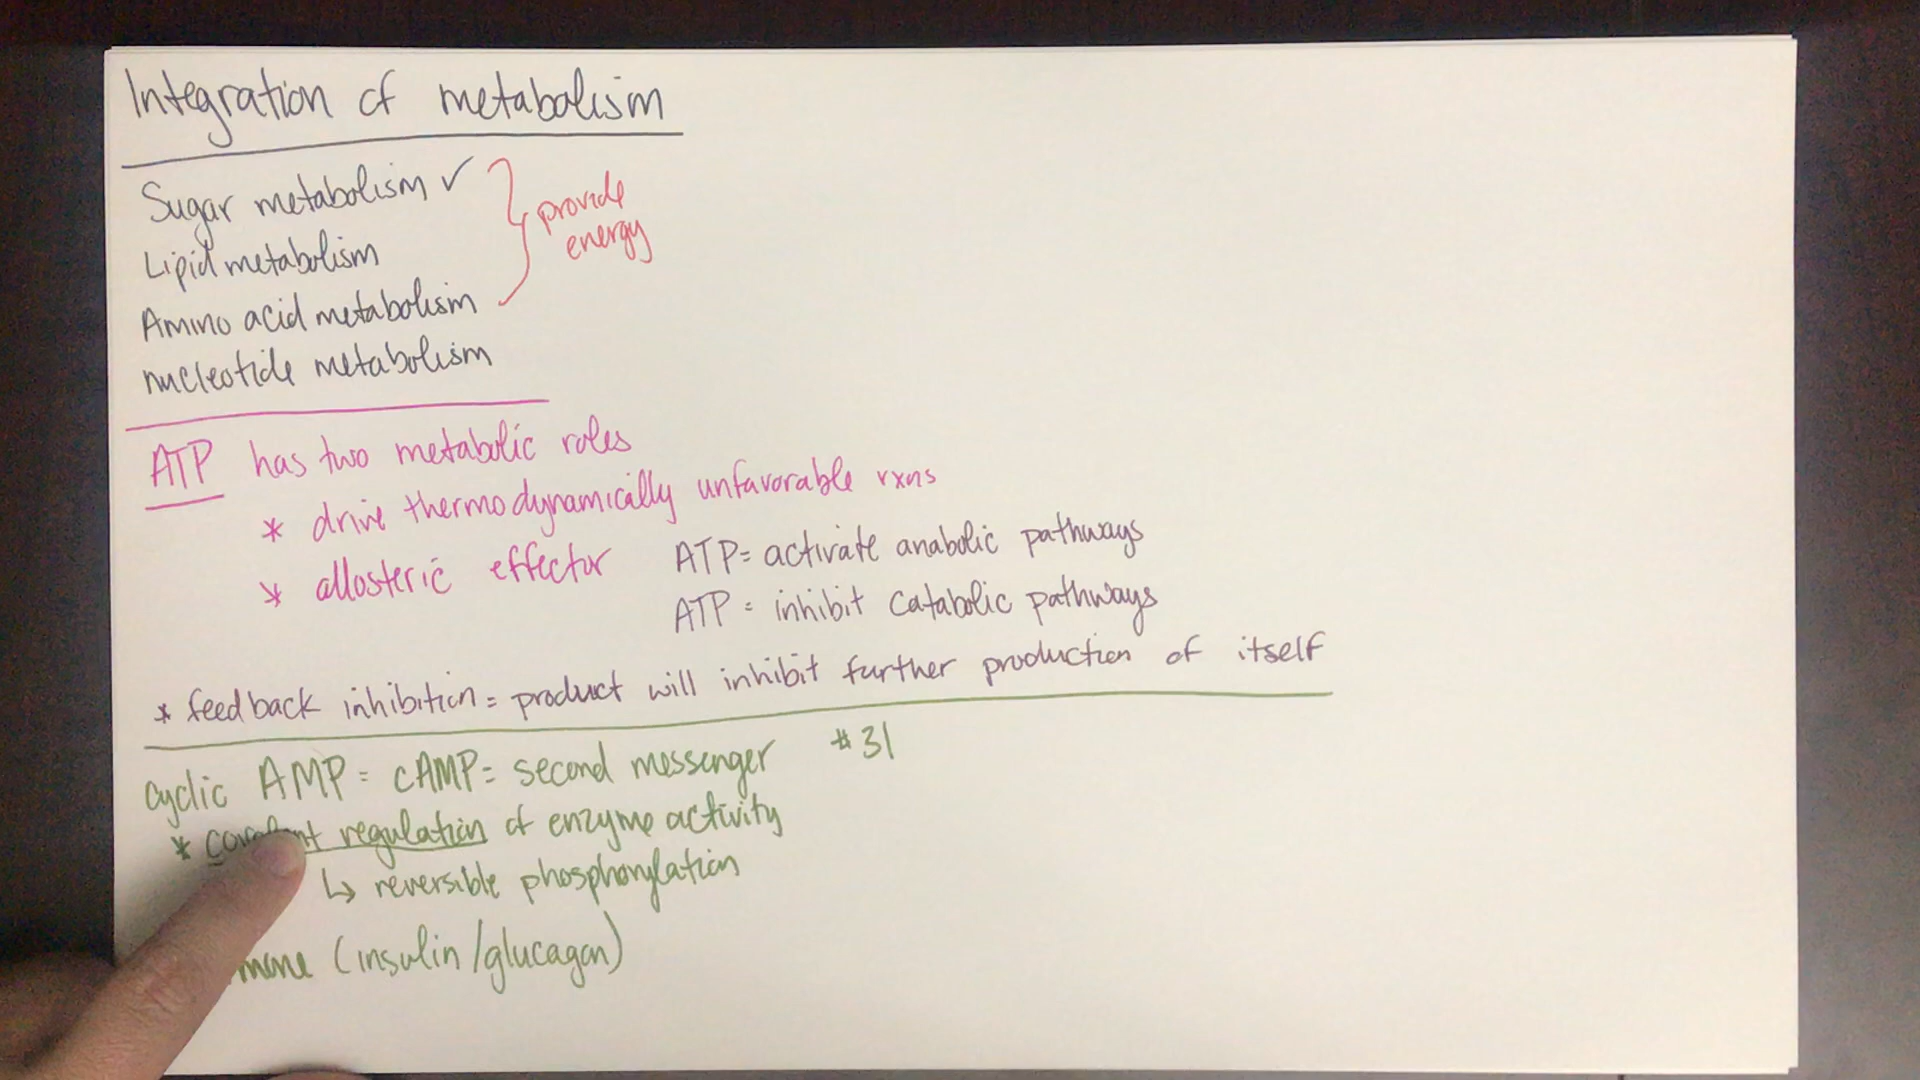 Integration of metabolism
Sugar metabolism ✓
Lipid metabolism
Amino acid metabolism
nucleotide metabolism
provide
energy
ATP has two metabolic roles
* drive thermodynamically unfavorable rxns
* allosteric effector
ATP = activate anabolic pathways
ATP = inhibit catabolic pathways
* feedback inhibition = product will inhibit further production of itself
cyclic AMP = cAMP = second messenger #31
* covalent regulation of enzyme activity
↳ reversible phosphorylation
(insulin/glucagon)